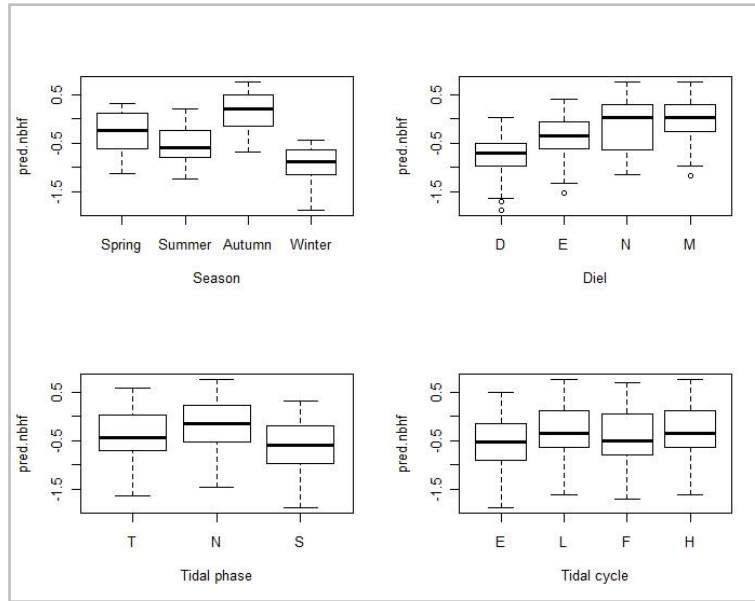 pred.nbhf
0.5
-0.5
-1.5
Spring Summer Autumn Winter
Season
pred.nbhf
0.5
-0.5
-1.5
D E N M
Diel
pred.nbhf
0.5
-0.5
-1.5
T N S
Tidal phase
pred.nbhf
0.5
-0.5
-1.5
E L F H
Tidal cycle